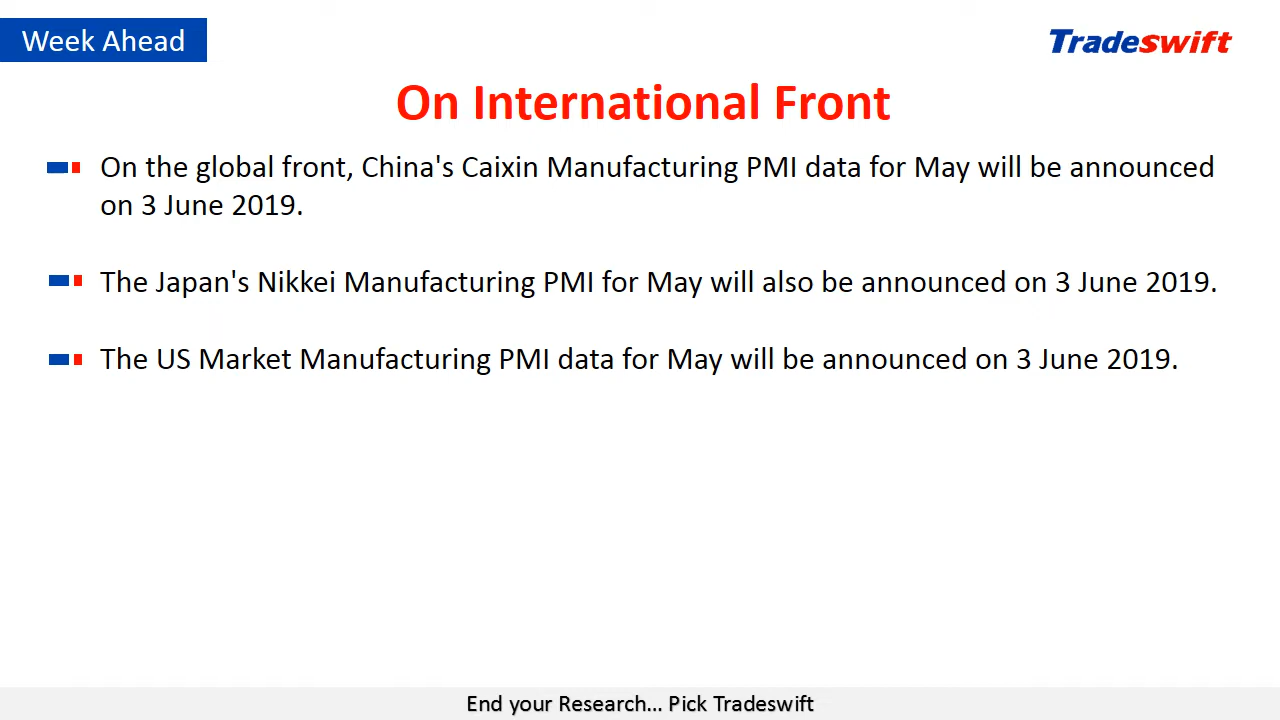 Week Ahead
Tradeswift
On International Front
On the global front, China's Caixin Manufacturing PMI data for May will be announced
on 3 June 2019.
The Japan's Nikkei Manufacturing PMI for May will also be announced on 3 June 2019.
The US Market Manufacturing PMI data for May will be announced on 3 June 2019.
End your Research... Pick Tradeswift